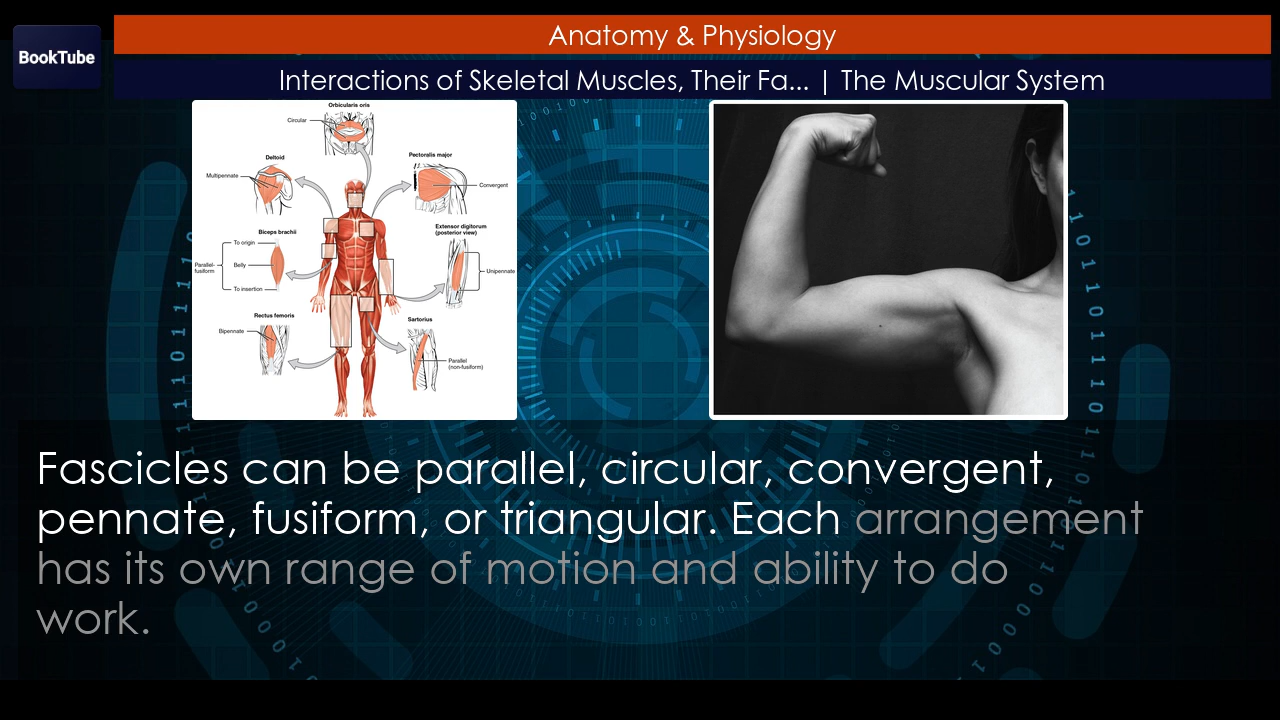 BookTube
Anatomy & Physiology
Interactions of Skeletal Muscles, Their Fa... | The Muscular System
Orbicularis oris
Circular
Deltoid
Multipennate
Pectoralis major
Convergent
Biceps brachii
To origin
Parallel-
fusiform
Belly
To insertion
Extensor digitorum
(posterior view)
Unipennate
Rectus femoris
Bipennate
Sartorius
Parallel
(non-fusiform)
Fascicles can be parallel, circular, convergent,
pennate, fusiform, or triangular. Each arrangement
has its own range of motion and ability to do
work.